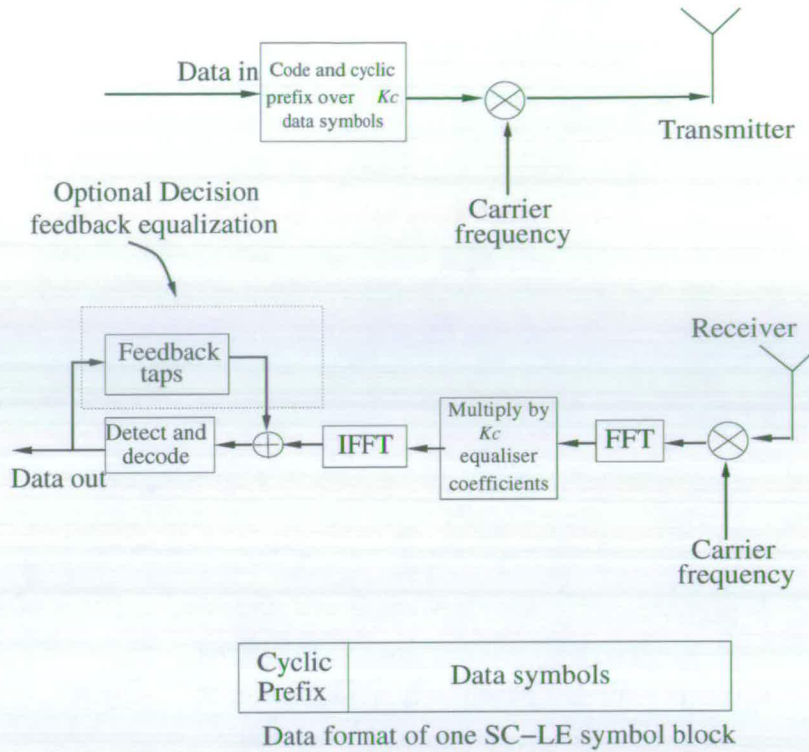 Data in
Code and cyclic
prefix over Kc
data symbols
Transmitter
Carrier
frequency
Optional Decision
feedback equalization
Receiver
Feedback
taps
Detect and
decode
Data out
IFFT
Multiply by
Kc
equaliser
coefficients
FFT
Carrier
frequency
Cyclic
Prefix
Data symbols
Data format of one SC–LE symbol block